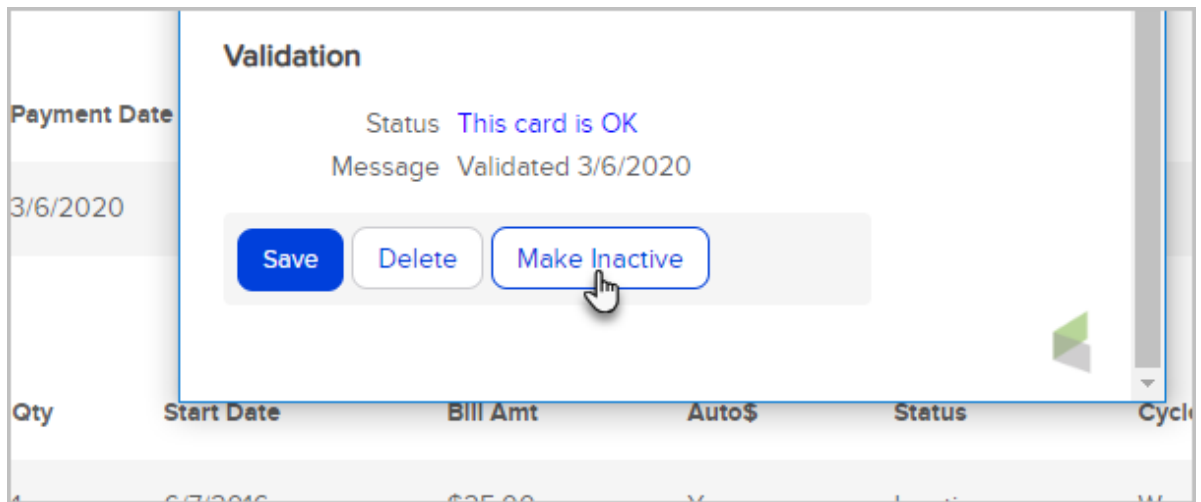 Validation
Payment Date
Status This card is OK
Message Validated 3/6/2020
3/6/2020
Save Delete Make Inactive
Qty Start Date Bill Amt Auto$ Status